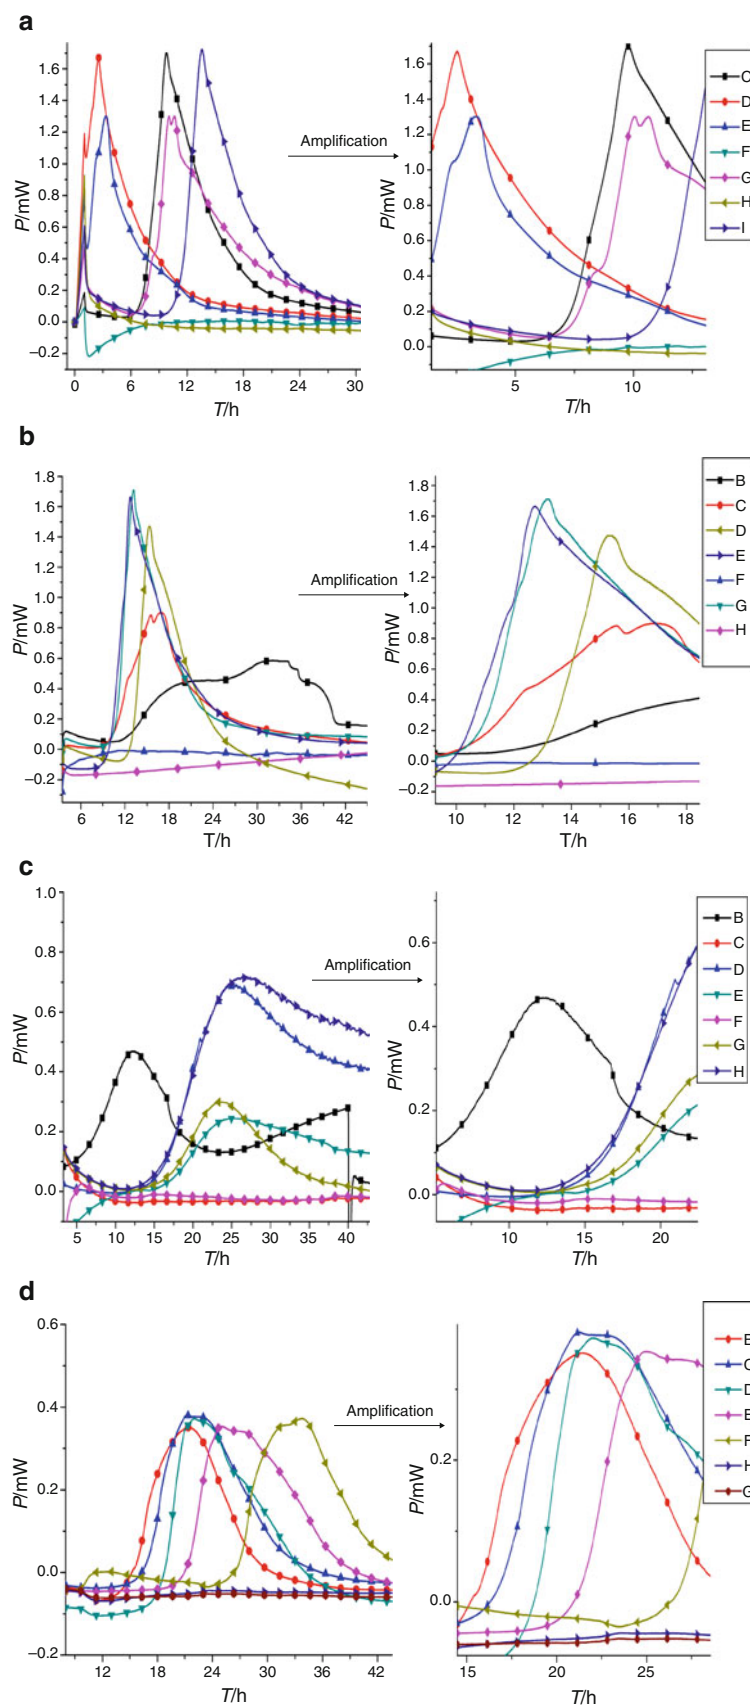 a
1.6
1.4
1.2
1.0
0.8
0.6
0.4
0.2
0.0
–0.2
P/mW
0 6 12 18 24 30
T/h
Amplification
1.6
1.4
1.2
1.0
0.8
0.6
0.4
0.2
0.0
P/mW
5 10
T/h
C
D
E
F
G
H
I
b
1.8
1.6
1.4
1.2
1.0
0.8
0.6
0.4
0.2
0.0
–0.2
P/mW
6 12 18 24 30 36 42
T/h
Amplification
1.8
1.6
1.4
1.2
1.0
0.8
0.6
0.4
0.2
0.0
–0.2
P/mW
10 12 14 16 18
T/h
B
C
D
E
F
G
H
c
1.0
0.8
0.6
0.4
0.2
0.0
P/mW
5 10 15 20 25 30 35 40
T/h
Amplification
0.6
0.4
0.2
0.0
P/mW
10 15 20
T/h
B
C
D
E
F
G
H
d
0.6
0.4
0.2
0.0
–0.2
P/mW
12 18 24 30 36 42
T/h
Amplification
0.2
0.0
P/mW
15 20 25
T/h
C
D
E
F
H
G